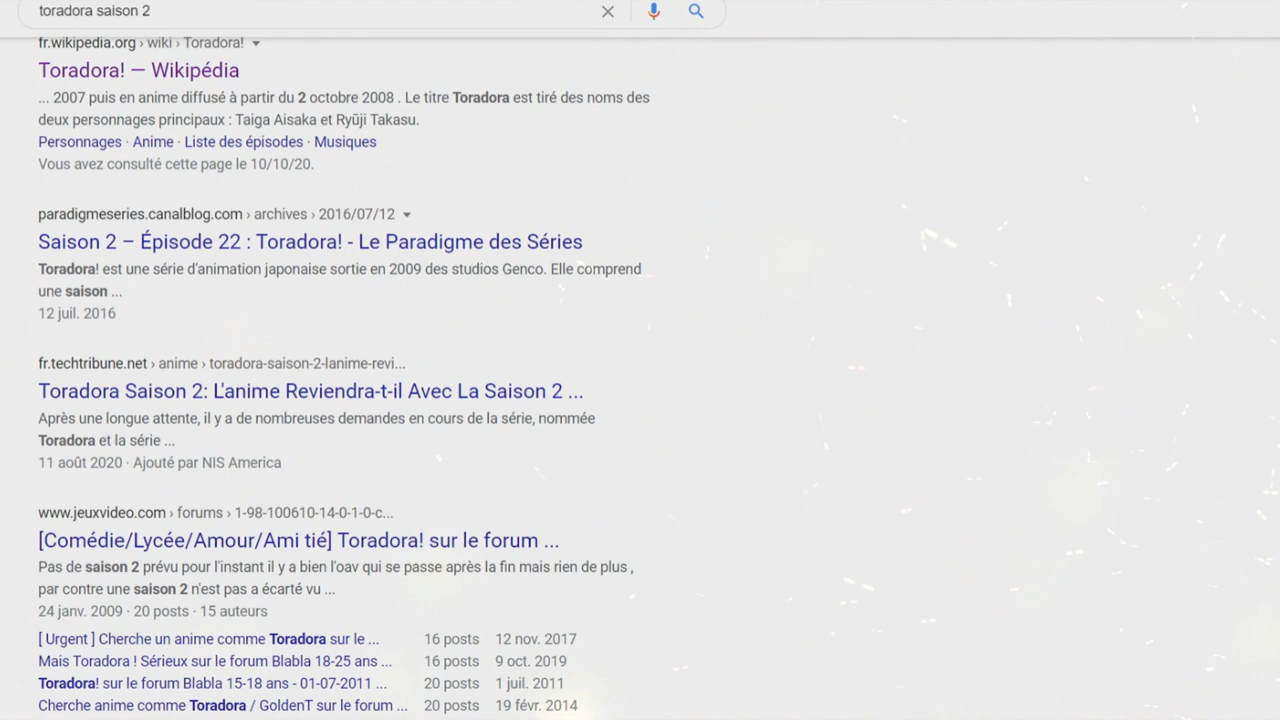 toradora saison 2
fr.wikipedia.org › wiki › Toradora!
Toradora! — Wikipédia
... 2007 puis en anime diffusé à partir du 2 octobre 2008 . Le titre Toradora est tiré des noms des
deux personnages principaux : Taiga Aisaka et Ryūji Takasu.
Personnages · Anime · Liste des épisodes · Musiques
Vous avez consulté cette page le 10/10/20.
paradigmeseries.canalblog.com › archives › 2016/07/12
Saison 2 – Épisode 22 : Toradora! - Le Paradigme des Séries
Toradora! est une série d'animation japonaise sortie en 2009 des studios Genco. Elle comprend
une saison ...
12 juil. 2016
fr.techtribune.net › anime › toradora-saison-2-lanime-revi...
Toradora Saison 2: L'anime Reviendra-t-il Avec La Saison 2 ...
Après une longue attente, il y a de nombreuses demandes en cours de la série, nommée
Toradora et la série ...
11 août 2020 · Ajouté par NIS America
www.jeuxvideo.com › forums › 1-98-100610-14-0-1-0-c...
[Comédie/Lycée/Amour/Ami tié] Toradora! sur le forum ...
Pas de saison 2 prévu pour l'instant il y a bien l'oav qui se passe après la fin mais rien de plus ,
par contre une saison 2 n'est pas a écarté vu ...
24 janv. 2009 · 20 posts · 15 auteurs
[ Urgent ] Cherche un anime comme Toradora sur le ... 16 posts 12 nov. 2017
Mais Toradora ! Sérieux sur le forum Blabla 18-25 ans ... 16 posts 9 oct. 2019
Toradora! sur le forum Blabla 15-18 ans - 01-07-2011 ... 20 posts 1 juil. 2011
Cherche anime comme Toradora / GoldenT sur le forum ... 20 posts 19 févr. 2014